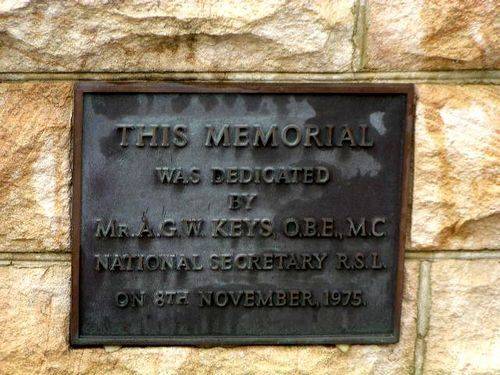 THIS MEMORIAL
WAS DEDICATED
BY
MR. A.G.W. KEYS, O.B.E., M.C.
NATIONAL SECRETARY R.S.L.
ON 8TH NOVEMBER, 1975.